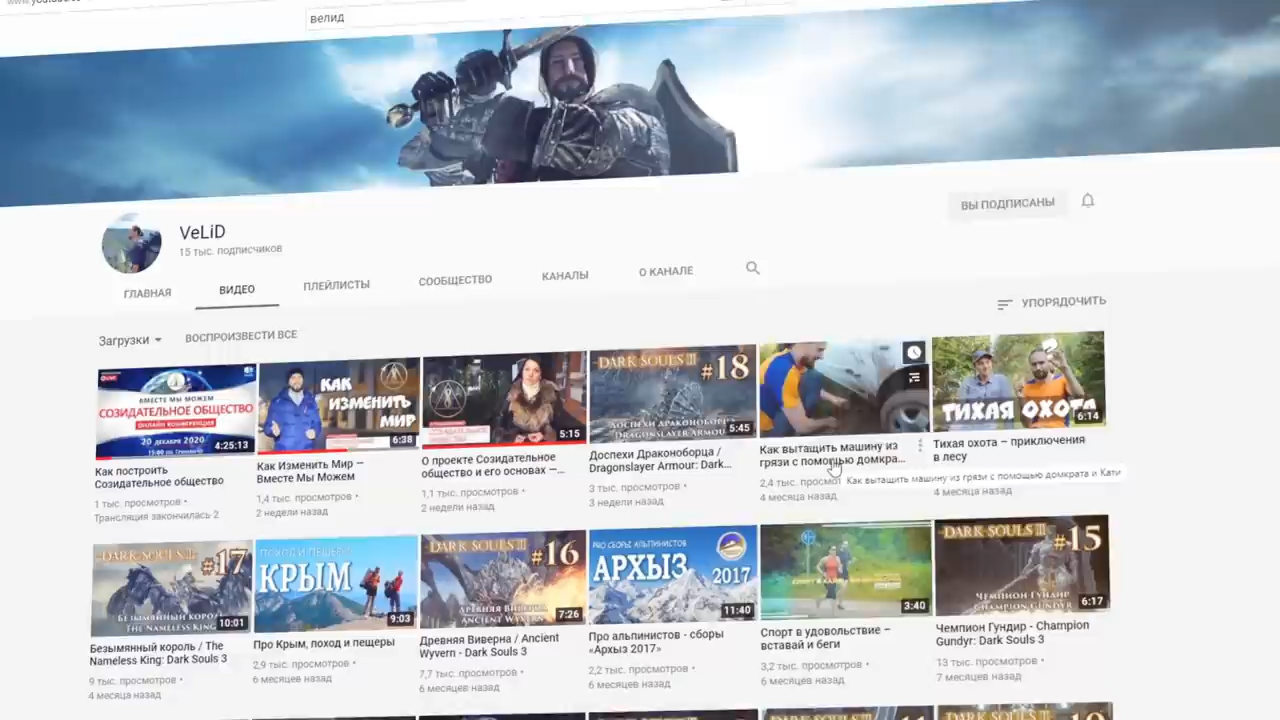 велид
VeLiD
15 тыс. подписчиков
ВЫ ПОДПИСАНЫ
ГЛАВНАЯ
ВИДЕО
ПЛЕЙЛИСТЫ
СООБЩЕСТВО
КАНАЛЫ
О КАНАЛЕ
УПОРЯДОЧИТЬ
Загрузки
ВОСПРОИЗВЕСТИ ВСЕ
ВМЕСТЕ МЫ МОЖЕМ
СОЗИДАТЕЛЬНОЕ ОБЩЕСТВО
ОНЛАЙН КОНФЕРЕНЦИЯ
20 ДЕКАБРЯ 2020
4:25:13
Как построить
Созидательное общество
1 тыс. просмотров •
Трансляция закончилась 2
КАК
ИЗМЕНИТЬ
МИР
6:38
Как Изменить Мир –
Вместе Мы Можем
1,4 тыс. просмотров •
2 недели назад
5:15
О проекте Созидательное
общество и его основах –...
1,1 тыс. просмотров •
2 недели назад
DARK SOULS III
#18
ДОСПЕХИ ДРАКОНОБОР
DRAGONSLAYER ARMOU
5:45
Доспехи Драконоборца /
Dragonslayer Armour: Dark...
3 тыс. просмотров •
3 недели назад
Как вытащить машину из
грязи с помощью домкра...
2,4 тыс. просмот
Как вытащить машину из грязи с помощью домкрата и Кати
4 месяца назад
ТИХАЯ ОХОТА
6:14
Тихая охота – приключения
в лесу
4 месяца назад
DARK SOULS III
#17
БЕЗЫМЯННЫЙ КОРО
THE NAMELESS KING
10:01
Безымянный король / The
Nameless King: Dark Souls 3
9 тыс. просмотров •
4 месяца назад
ПОХОД И ПЕЩЕРЫ
КРЫМ
9:03
Про Крым, поход и пещеры
2,9 тыс. просмотров •
6 месяцев назад
DARK SOULS III
#16
ДРЕВНЯЯ ВИВЕРНА
ANCIENT WYVERN
7:26
Древняя Виверна / Ancient
Wyvern - Dark Souls 3
7,7 тыс. просмотров •
6 месяцев назад
PRO СБОРЫ АЛЬПИНИСТОВ
АРХЫЗ
2017
11:40
Про альпинистов - сборы
«Архыз 2017»
2,2 тыс. просмотров •
6 месяцев назад
3:40
Спорт в удовольствие –
вставай и беги
3,2 тыс. просмотров •
6 месяцев назад
DARK SOULS III
#15
ЧЕМПИОН ГУНДИР
CHAMPION GUNDYR
6:17
Чемпион Гундир - Champion
Gundyr: Dark Souls 3
13 тыс. просмотров •
7 месяцев назад